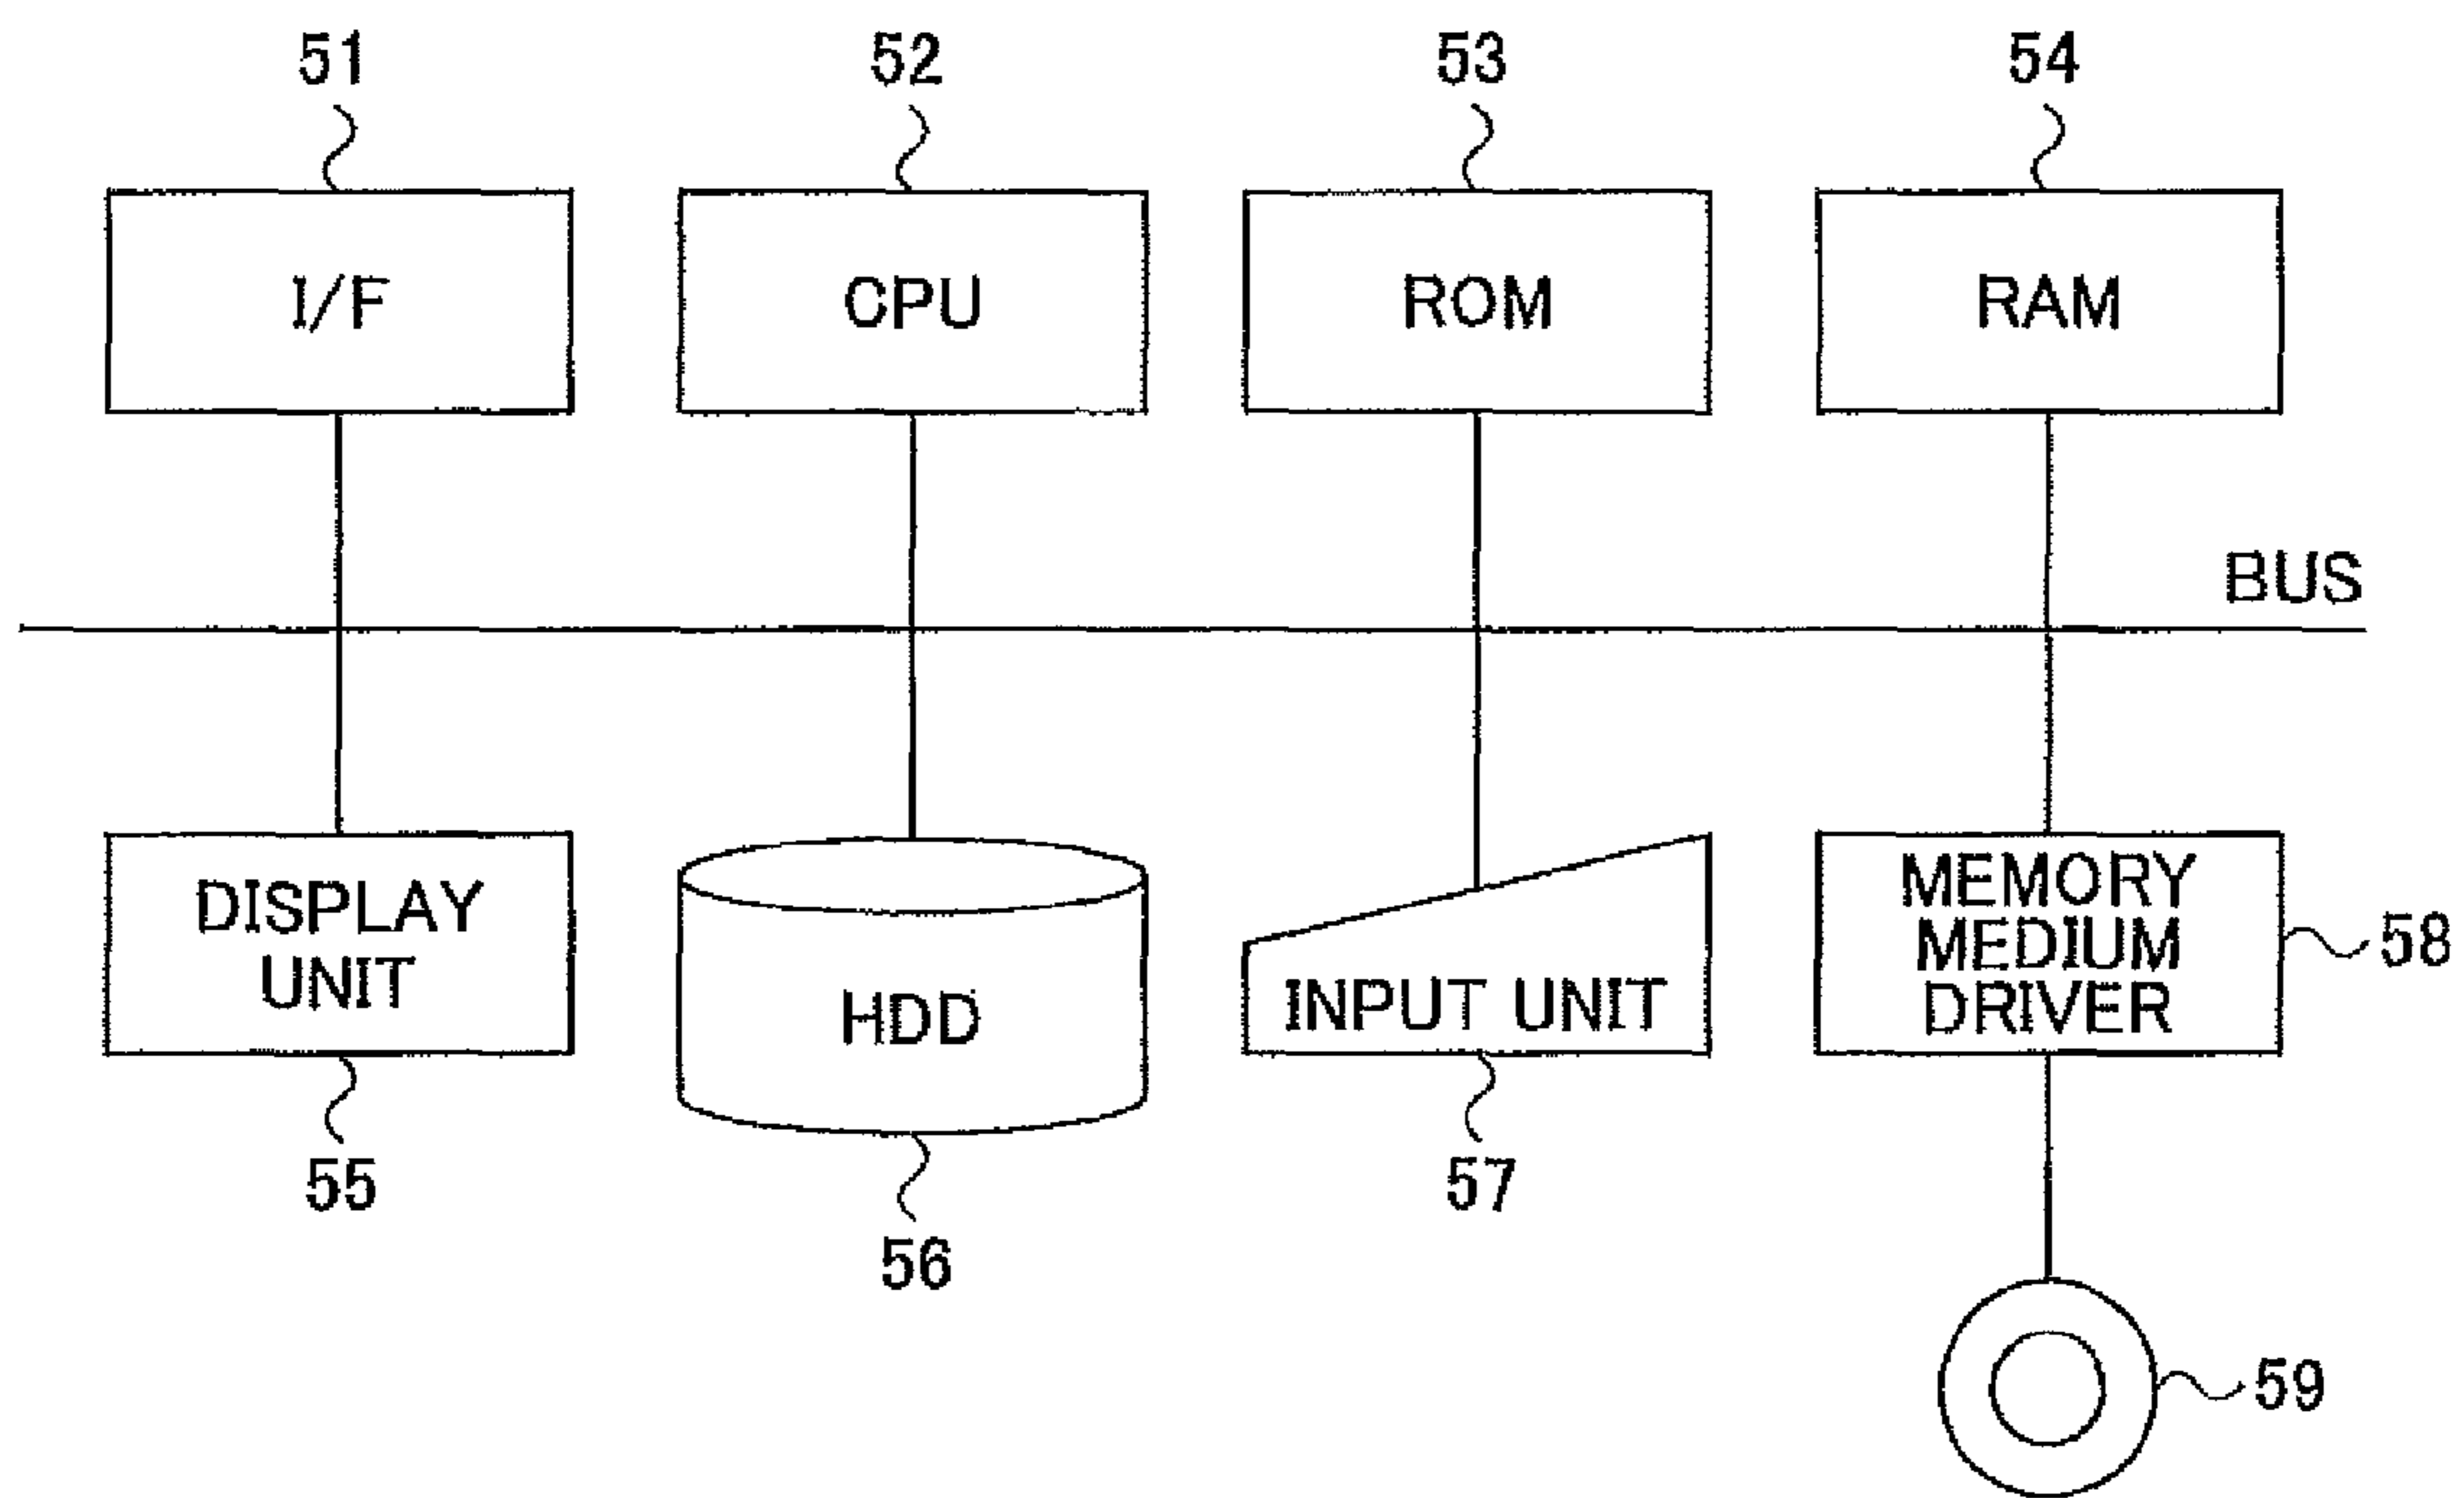 51
52
53
54
I/F
CPU
ROM
RAM
BUS
DISPLAY
UNIT
HDD
INPUT UNIT
MEMORY
MEDIUM
DRIVER
58
55
56
57
59